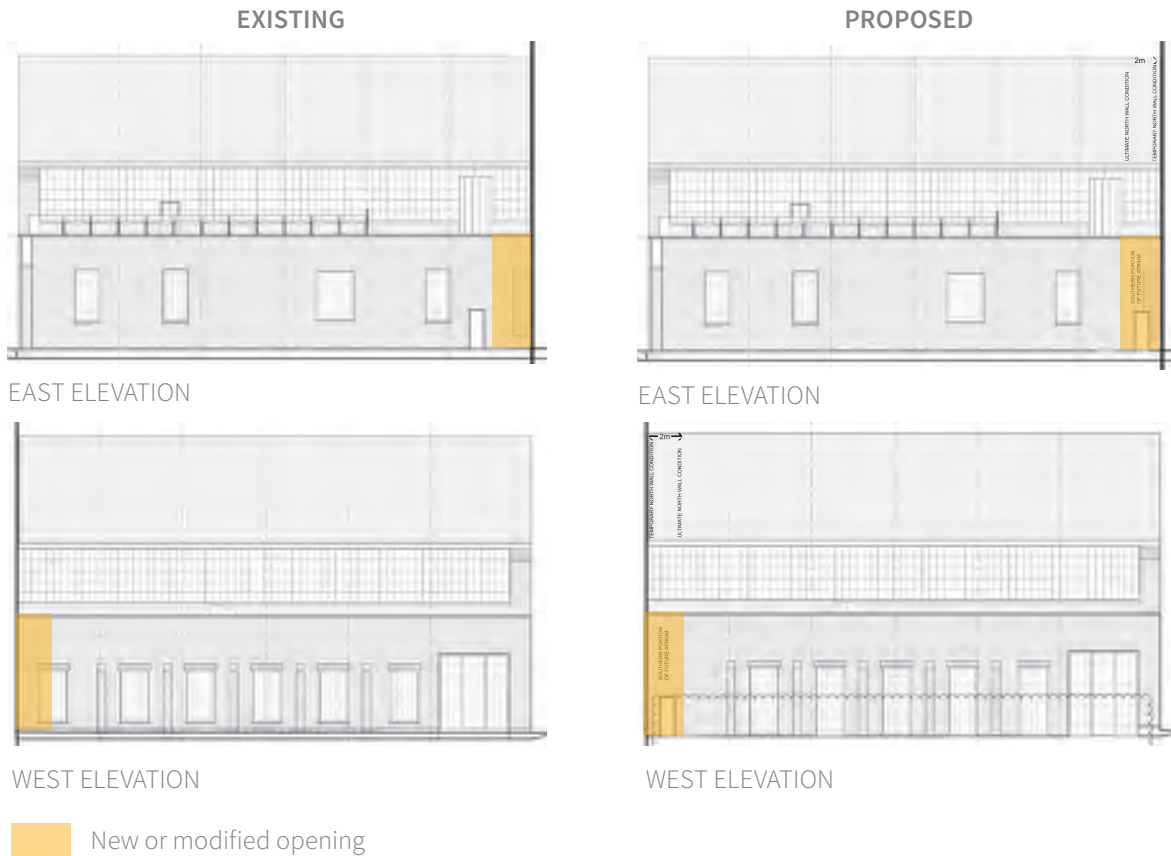 EXISTING
PROPOSED
2m
ULTIMATE NORTH WALL CONDITION
TEMPORARY NORTH WALL CONDITION
SOUTHERN PORTION
OF FUTURE ATRIUM
EAST ELEVATION
EAST ELEVATION
2m
TEMPORARY NORTH WALL CONDITION
ULTIMATE NORTH WALL CONDITION
SOUTHERN PORTION
OF FUTURE ATRIUM
WEST ELEVATION
WEST ELEVATION
New or modified opening